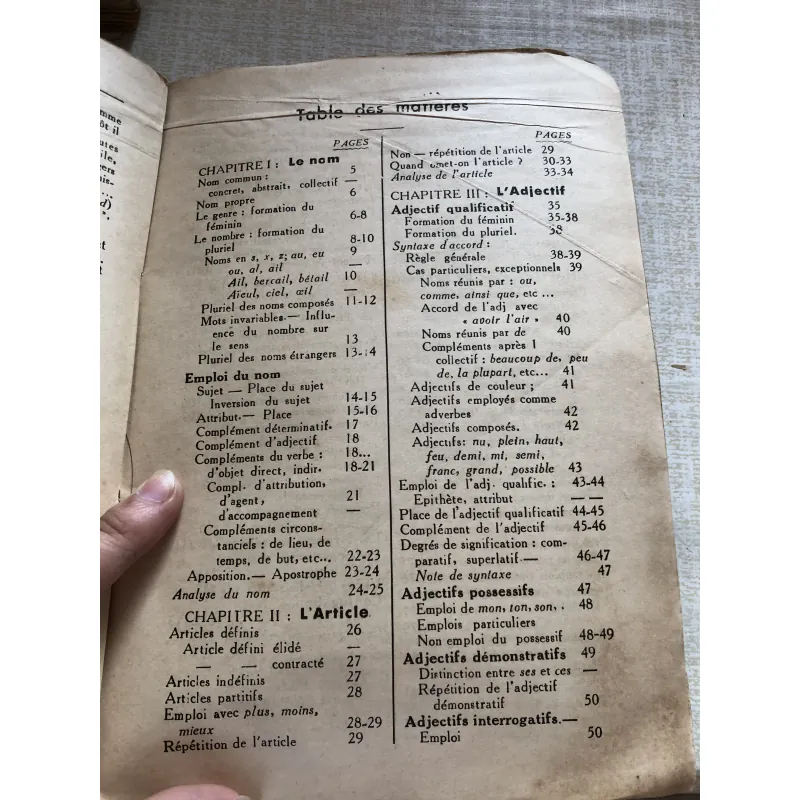 mme
ôt il
utes
ile,
ers
nis-
...
d)
et
Table des matières
PAGES
CHAPITRE I : Le nom
Nom commun : 5
concret, abstrait, collectif —
Nom propre 6
Le genre : formation du
féminin 6-8
Le nombre : formation du
pluriel 8-10
Noms en s, x, z; au, eu 9
ou, al, ail —
Ail, bercail, bétail 10
Aïeul, ciel, œil —
Pluriel des noms composés 11-12
Mots invariables.— Influ-
ence du nombre sur
le sens 13
Pluriel des noms étrangers 13-14
Emploi du nom
Sujet — Place du sujet
Inversion du sujet 14-15
Attribut.— Place 15-16
Complément déterminatif. 17
Complément d'adjectif 18
Compléments du verbe : 18...
d'objet direct, indir. 18-21
Compl. d'attribution,
d'agent, 21
d'accompagnement —
Compléments circons-
tanciels : de lieu, de
temps, de but, etc... 22-23
Apposition.— Apostrophe 23-24
Analyse du nom 24-25
CHAPITRE II : L'Article
Articles définis 26
Article défini élidé —
— — contracté 27
Articles indéfinis 27
Articles partitifs 28
Emploi avec plus, moins,
mieux 28-29
Répétition de l'article 29
PAGES
Non — répétition de l'article 29
Quand omet-on l'article ? 30-33
Analyse de l'article 33-34
CHAPITRE III : L'Adjectif
Adjectif qualificatif 35
Formation du féminin 35-38
Formation du pluriel. 38
Syntaxe d'accord :
Règle générale 38-39
Cas particuliers, exceptionnels 39
Noms réunis par : ou,
comme, ainsi que, etc ...
Accord de l'adj avec
« avoir l'air » 40
Noms réunis par de 40
Compléments après 1
collectif : beaucoup de, peu
de, la plupart, etc... 41
Adjectifs de couleur ; 41
Adjectifs employés comme
adverbes 42
Adjectifs composés. 42
Adjectifs: nu, plein, haut,
feu, demi, mi, semi,
franc, grand, possible 43
Emploi de l'adj. qualific. : 43-44
Epithète, attribut — —
Place de l'adjectif qualificatif 44-45
Complément de l'adjectif 45-46
Degrés de signification : com-
paratif, superlatif.— 46-47
Note de syntaxe 47
Adjectifs possessifs 47
Emploi de mon, ton, son, . 48
Emplois particuliers
Non emploi du possessif 48-49
Adjectifs démonstratifs 49
Distinction entre ses et ces —
Répétition de l'adjectif
démonstratif 50
Adjectifs interrogatifs.—
Emploi 50